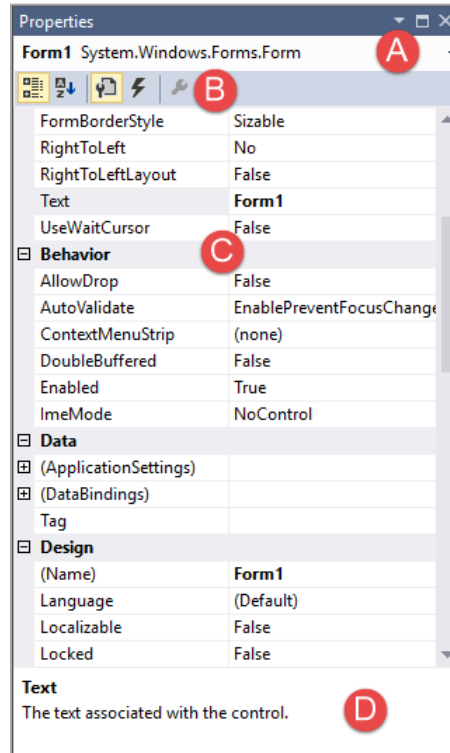 Properties
Form1 System.Windows.Forms.Form
A
B
FormBorderStyle Sizable
RightToLeft No
RightToLeftLayout False
Text Form1
UseWaitCursor False
C
Behavior
AllowDrop False
AutoValidate EnablePreventFocusChange
ContextMenuStrip (none)
DoubleBuffered False
Enabled True
ImeMode NoControl
Data
(ApplicationSettings)
(DataBindings)
Tag
Design
(Name) Form1
Language (Default)
Localizable False
Locked False
Text
The text associated with the control.
D